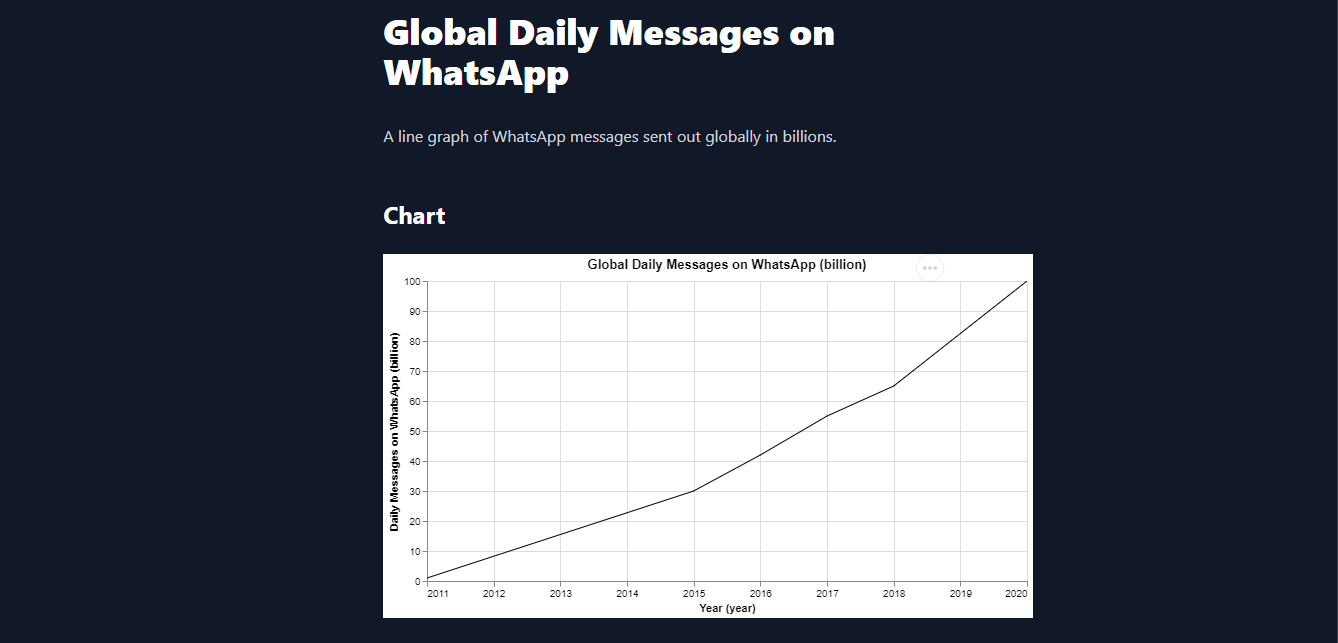 Global Daily Messages on
WhatsApp
A line graph of WhatsApp messages sent out globally in billions.
Chart
Global Daily Messages on WhatsApp (billion)
Daily Messages on WhatsApp (billion)
100
90
80
70
60
50
40
30
20
10
0
2011 2012 2013 2014 2015 2016 2017 2018 2019 2020
Year (year)